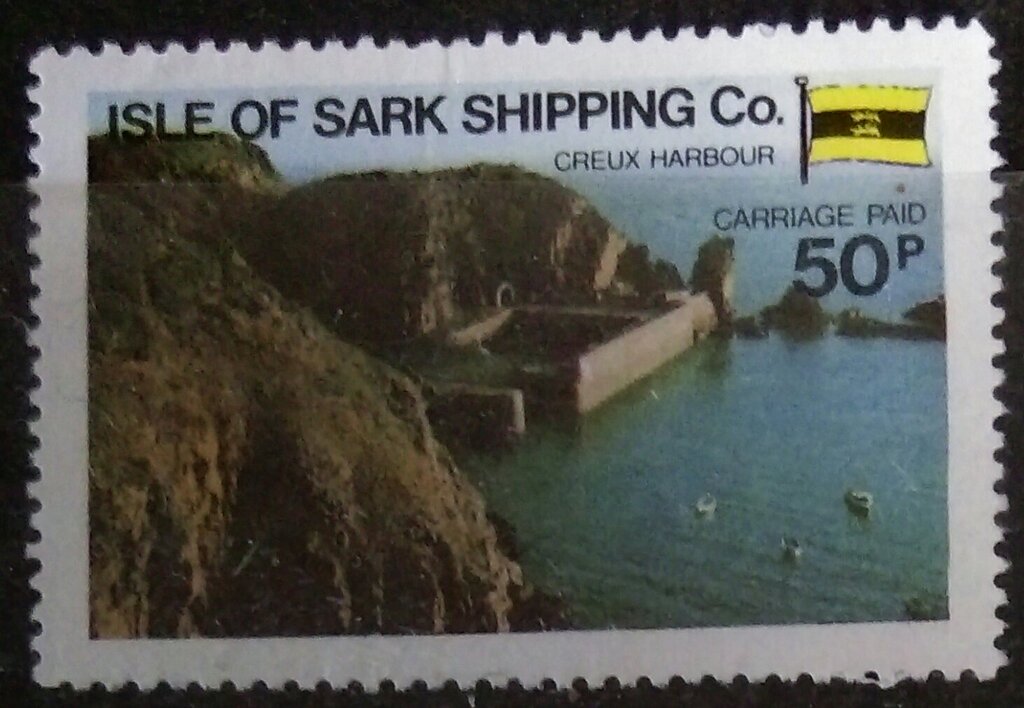 ISLE OF SARK SHIPPING Co.
CREUX HARBOUR
CARRIAGE PAID
50P